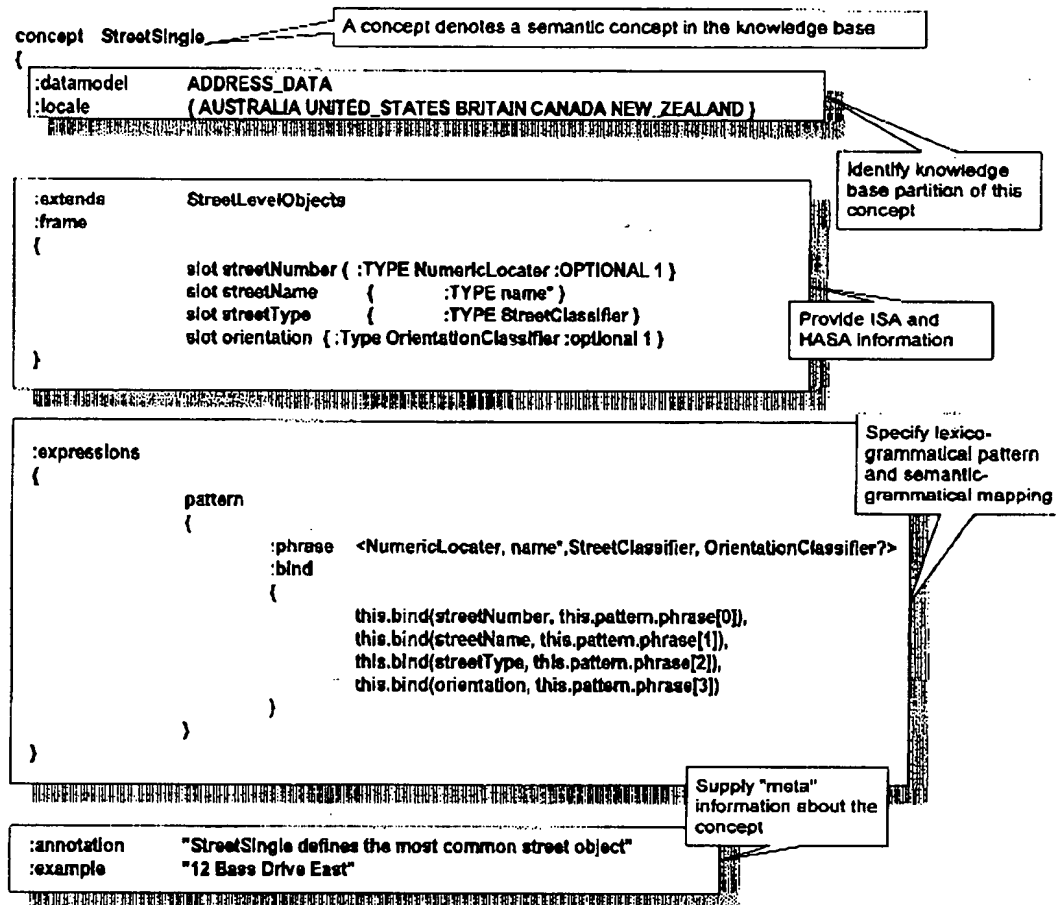 concept StreetSingle
A concept denotes a semantic concept in the knowledge base
{
:datamodel ADDRESS_DATA
:locale { AUSTRALIA UNITED_STATES BRITAIN CANADA NEW_ZEALAND }
Identify knowledge
base partition of this
concept
:extends StreetLevelObjects
:frame
{
slot streetNumber { :TYPE NumericLocater :OPTIONAL 1 }
slot streetName { :TYPE name* }
slot streetType { :TYPE StreetClassifier }
slot orientation { :Type OrientationClassifier :optional 1 }
}
Provide ISA and
HASA information
Specify lexico-
grammatical pattern
and semantic-
grammatical mapping
:expressions
{
pattern
{
:phrase <NumericLocater, name*,StreetClassifier, OrientationClassifier?>
:bind
{
this.bind(streetNumber, this.pattern.phrase[0]),
this.bind(streetName, this.pattern.phrase[1]),
this.bind(streetType, this.pattern.phrase[2]),
this.bind(orientation, this.pattern.phrase[3])
}
}
}
Supply "meta"
information about the
concept
:annotation "StreetSingle defines the most common street object"
:example "12 Bass Drive East"